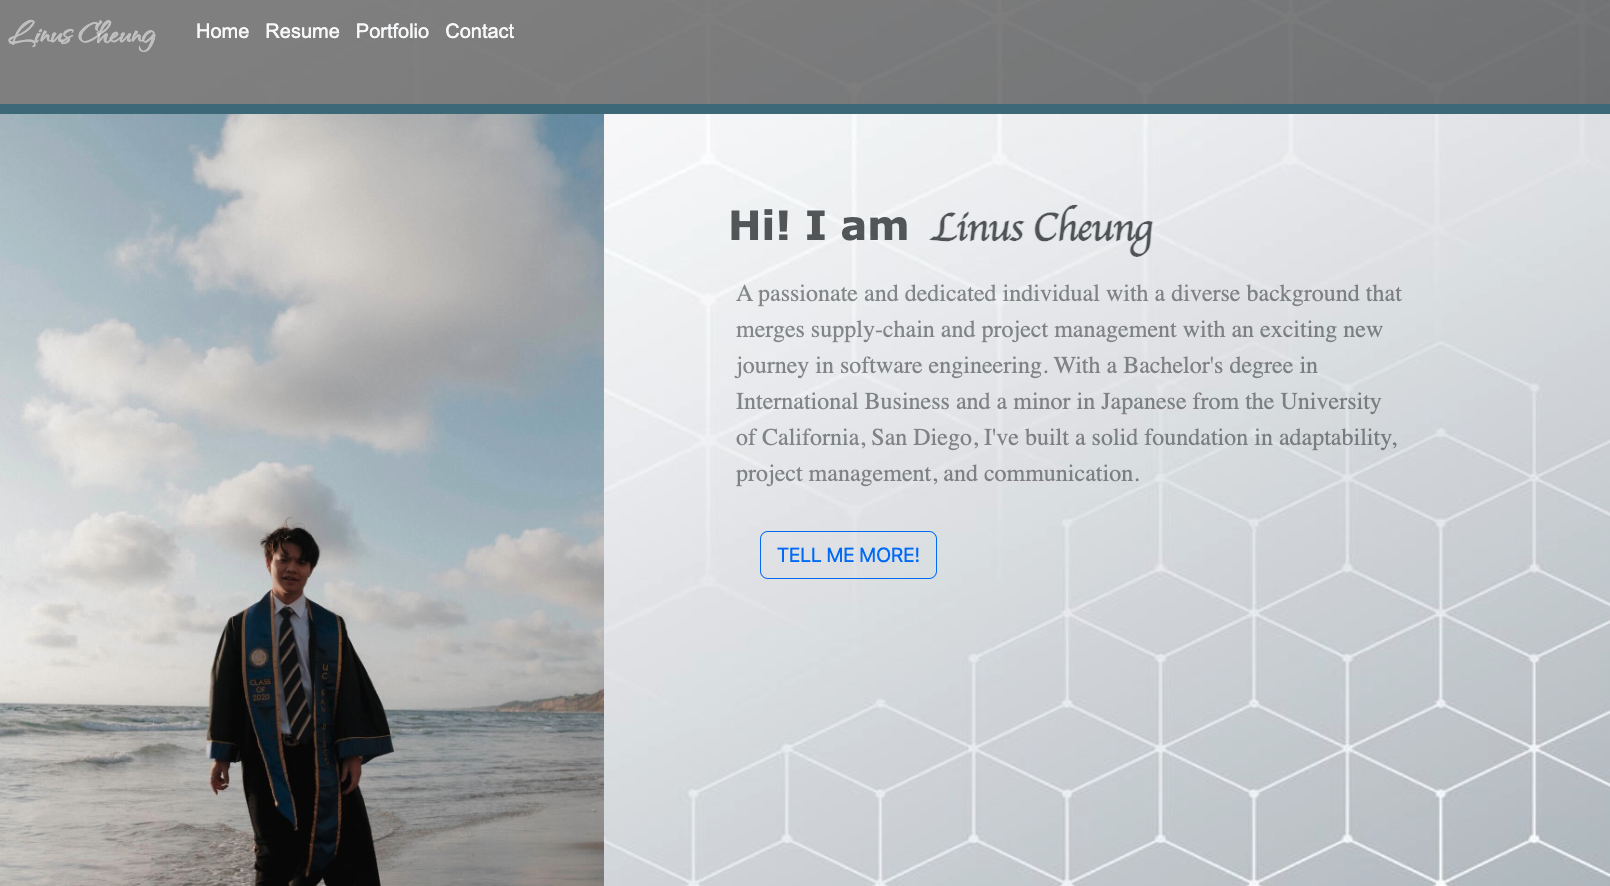 Linus Cheung
Home Resume Portfolio Contact
Hi! I am Linus Cheung
A passionate and dedicated individual with a diverse background that
merges supply-chain and project management with an exciting new
journey in software engineering. With a Bachelor's degree in
International Business and a minor in Japanese from the University
of California, San Diego, I've built a solid foundation in adaptability,
project management, and communication.
TELL ME MORE!
CLASS
OF
2020